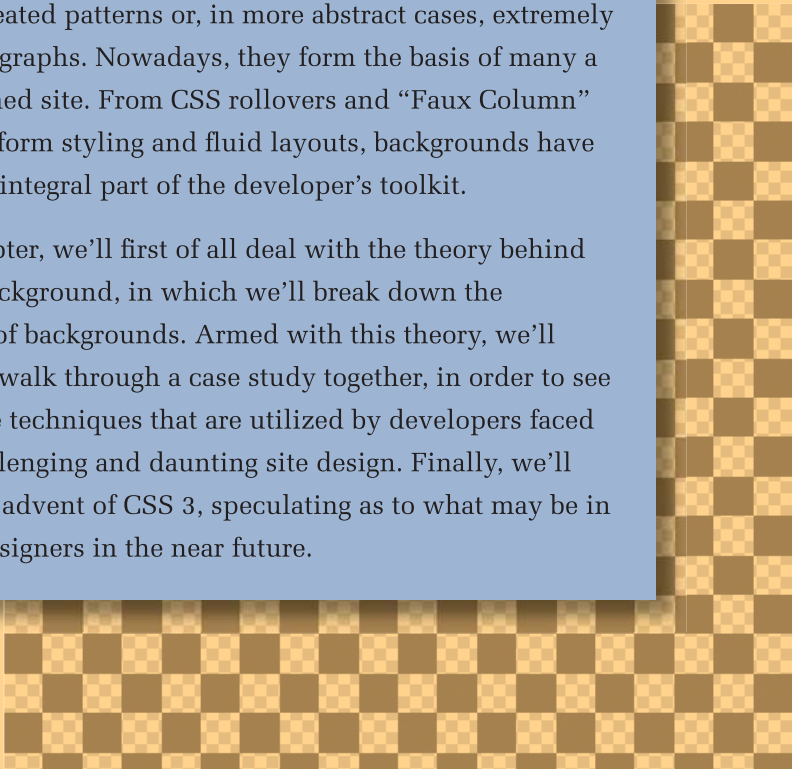 eated patterns or, in more abstract cases, extremely
graphs. Nowadays, they form the basis of many a
ned site. From CSS rollovers and “Faux Column”
form styling and fluid layouts, backgrounds have
integral part of the developer’s toolkit.
pter, we’ll first of all deal with the theory behind
ckground, in which we’ll break down the
of backgrounds. Armed with this theory, we’ll
walk through a case study together, in order to see
e techniques that are utilized by developers faced
lenging and daunting site design. Finally, we’ll
advent of CSS 3, speculating as to what may be in
signers in the near future.